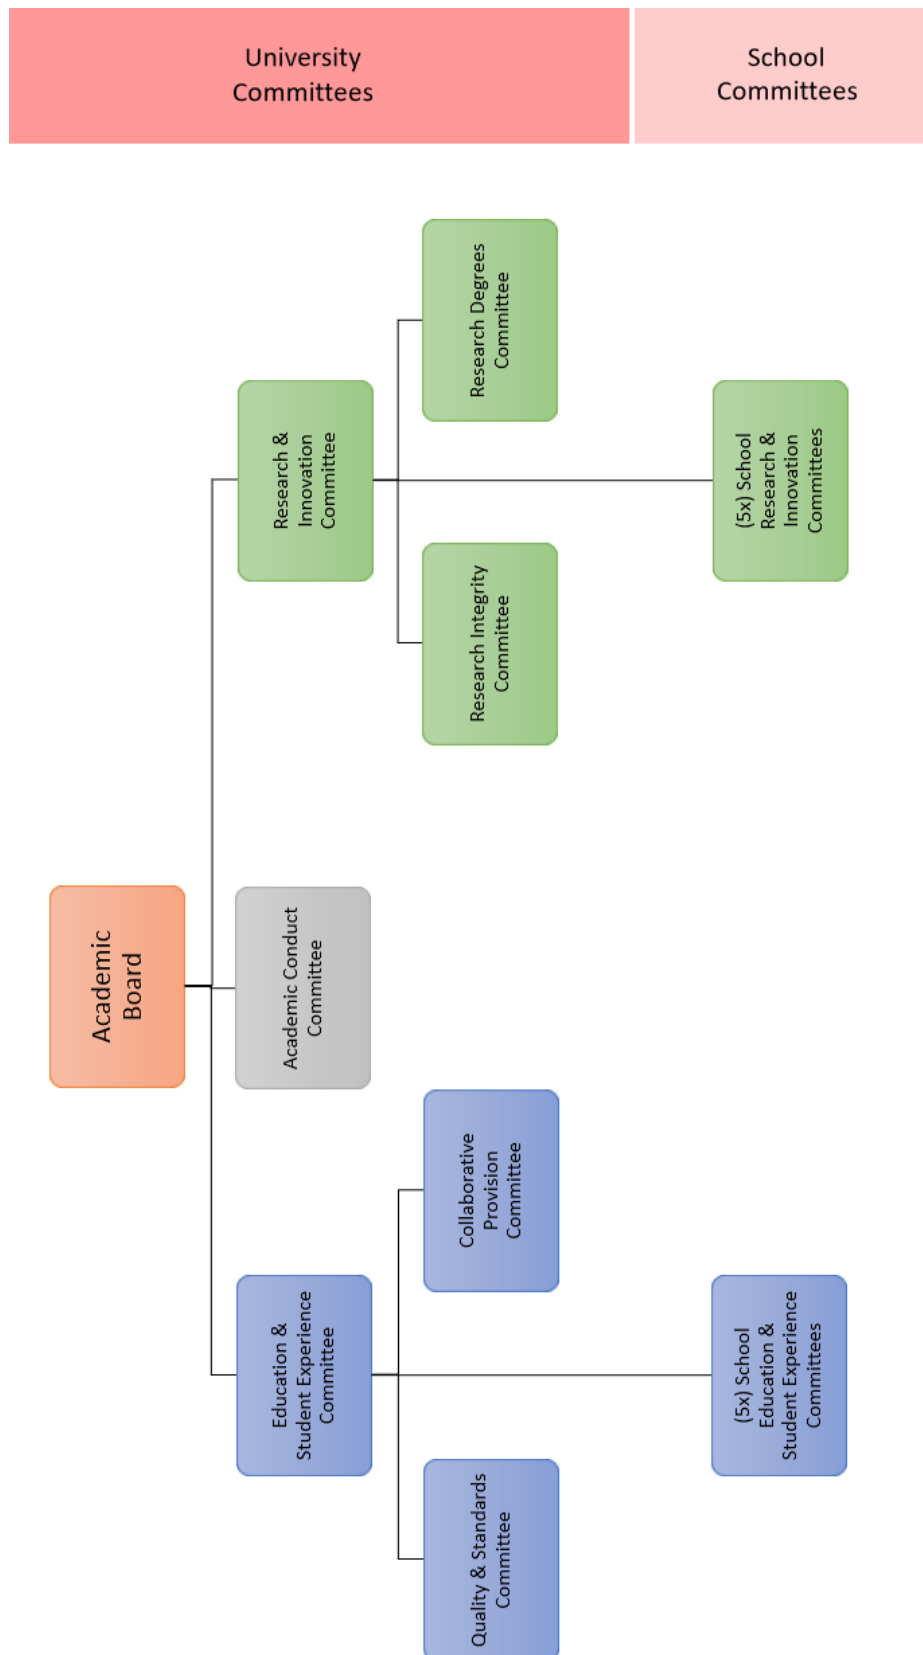 University
Committees
School
Committees
Academic
Board
Education &
Student Experience
Committee
Academic Conduct
Committee
Research &
Innovation
Committee
Quality & Standards
Committee
Collaborative
Provision
Committee
Research Integrity
Committee
Research Degrees
Committee
(5x) School
Education &
Student Experience
Committees
(5x) School
Research &
Innovation
Committees